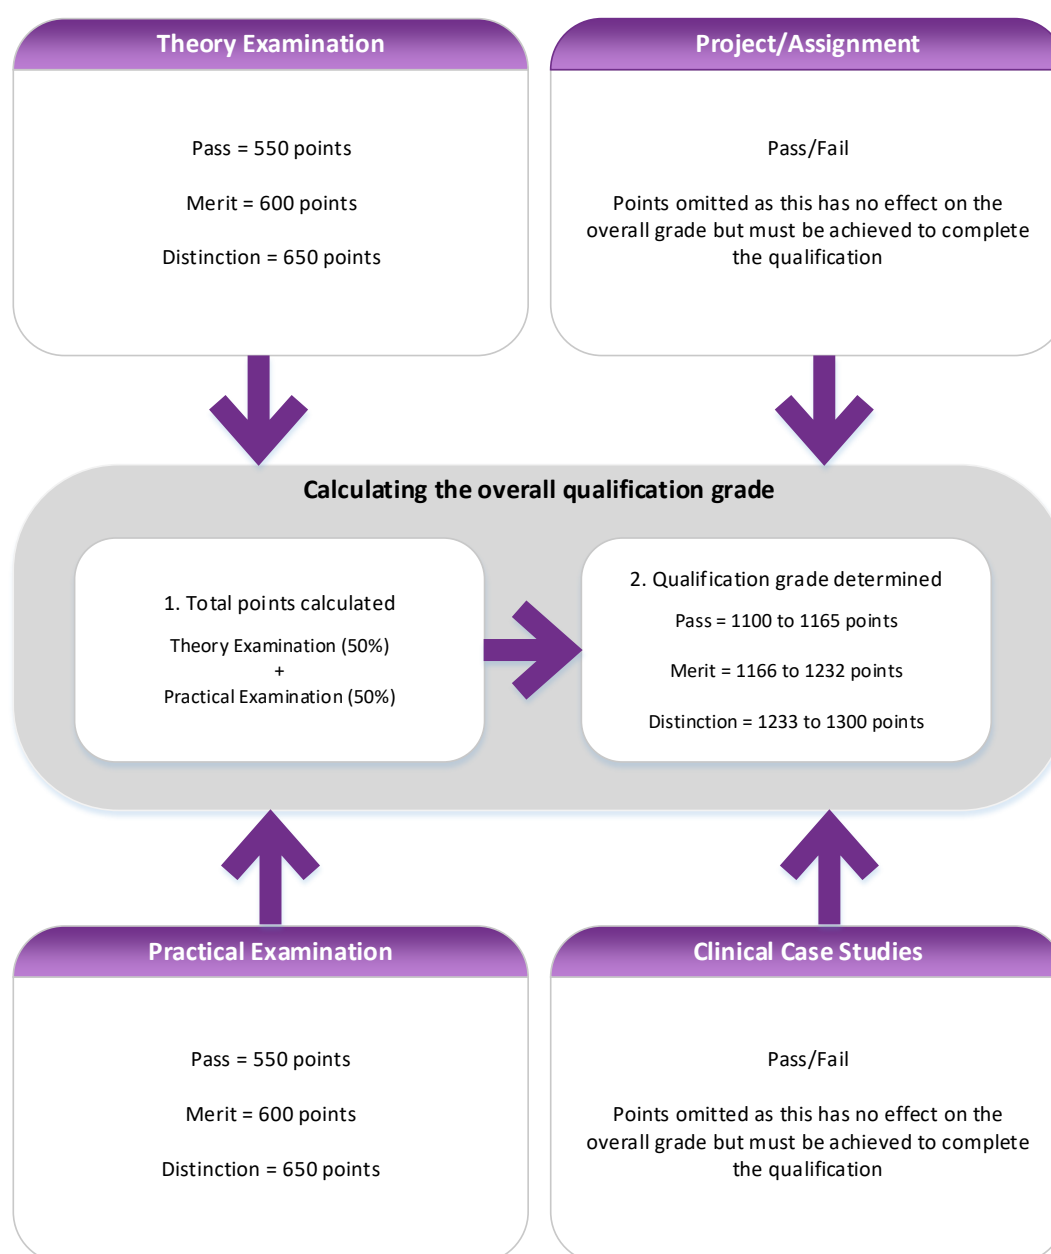 Theory Examination
Pass = 550 points
Merit = 600 points
Distinction = 650 points
Project/Assignment
Pass/Fail
Points omitted as this has no effect on the
overall grade but must be achieved to complete
the qualification
Calculating the overall qualification grade
1. Total points calculated
Theory Examination (50%)
+
Practical Examination (50%)
2. Qualification grade determined
Pass = 1100 to 1165 points
Merit = 1166 to 1232 points
Distinction = 1233 to 1300 points
Practical Examination
Pass = 550 points
Merit = 600 points
Distinction = 650 points
Clinical Case Studies
Pass/Fail
Points omitted as this has no effect on the
overall grade but must be achieved to complete
the qualification